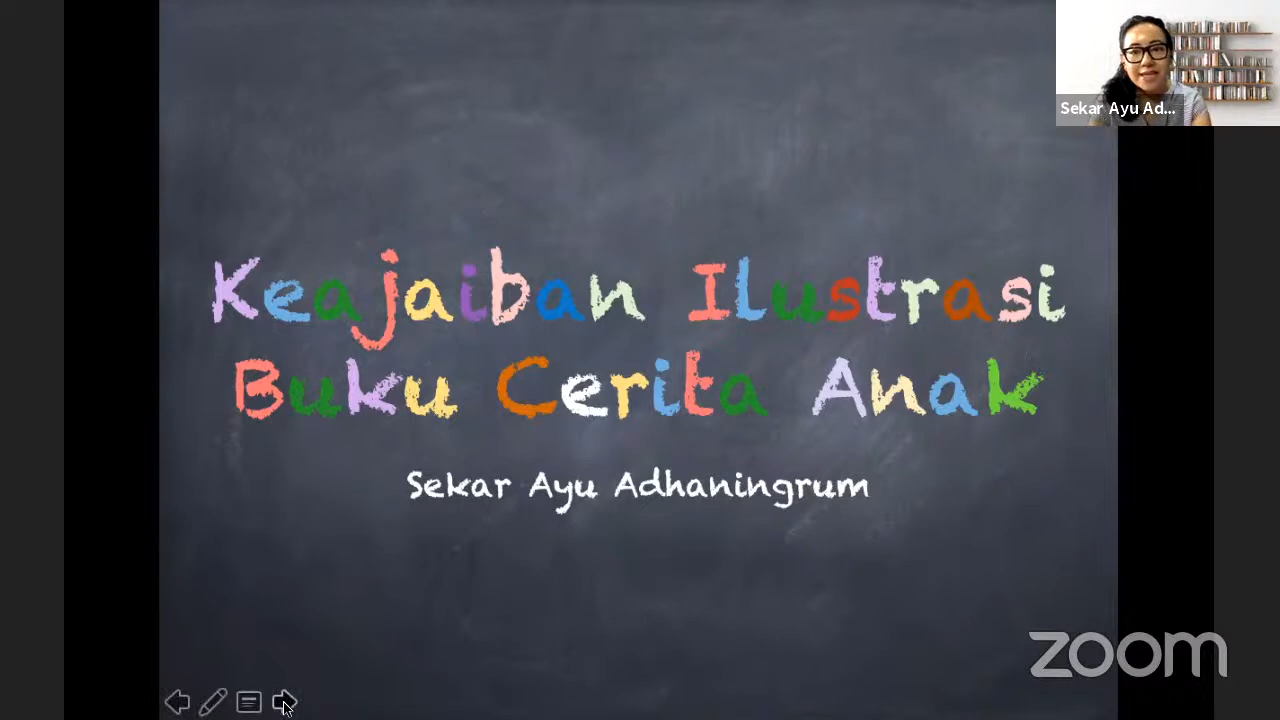 Sekar Ayu Ad...
Keajaiban Ilustrasi
Buku Cerita Anak
Sekar Ayu Adhaningrum
zoom